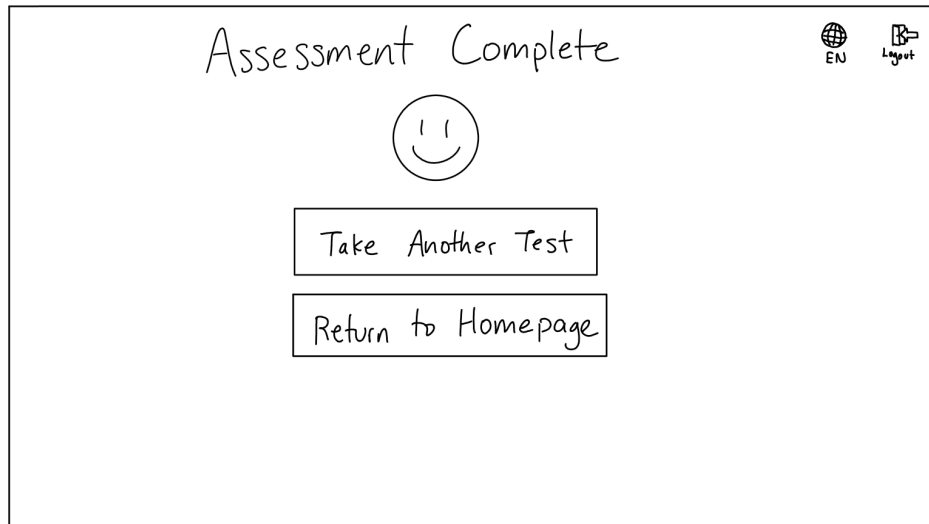 Assessment Complete
EN
Logout
Take Another Test
Return to Homepage